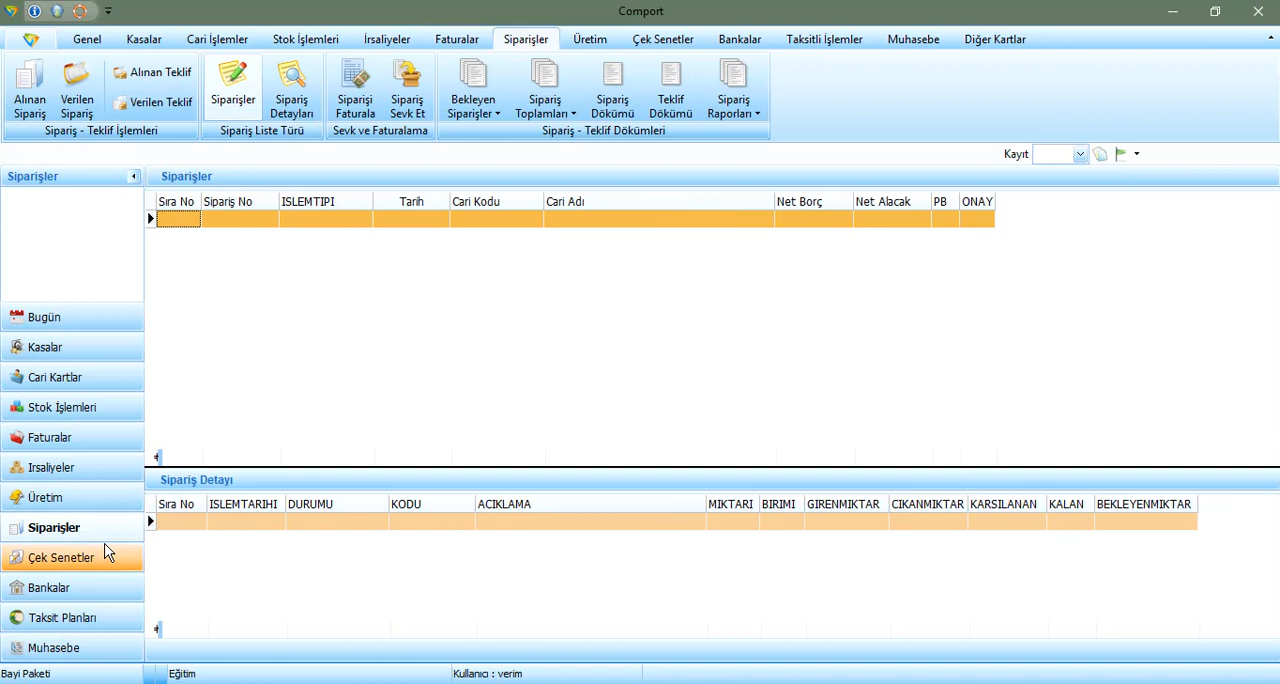 Comport
Genel Kasalar Cari İşlemler Stok İşlemleri İrsaliyeler Faturalar Siparişler Üretim Çek Senetler Bankalar Taksitli İşlemler Muhasebe Diğer Kartlar
Alınan Sipariş
Verilen Sipariş
Alınan Teklif
Verilen Teklif
Siparişler
Sipariş Detayları
Siparişi Faturala
Sipariş Sevk Et
Bekleyen Siparişler
Sipariş Toplamları
Sipariş Dökümü
Teklif Dökümü
Sipariş Raporları
Sipariş - Teklif İşlemleri
Sipariş Liste Türü
Sevk ve Faturalama
Sipariş - Teklif Dökümleri
Kayıt
Siparişler
Siparişler
Sıra No Sipariş No ISLEMTIPI Tarih Cari Kodu Cari Adı Net Borç Net Alacak PB ONAY
Bugün
Kasalar
Cari Kartlar
Stok İşlemleri
Faturalar
Irsaliyeler
Üretim
Siparişler
Çek Senetler
Bankalar
Taksit Planları
Muhasebe
Sipariş Detayı
Sıra No ISLEMTARIHI DURUMU KODU ACIKLAMA MIKTARI BIRIMI GIRENMIKTAR CIKANMIKTAR KARSILANAN KALAN BEKLEYENMIKTAR
Bayi Paketi
Eğitim
Kullanıcı : verim